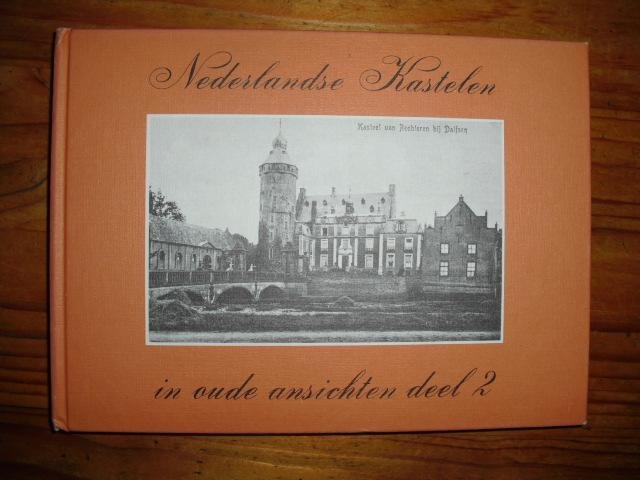 Nederlandse Kastelen
Kasteel van Rechteren bij Dalfsen
in oude ansichten deel 2